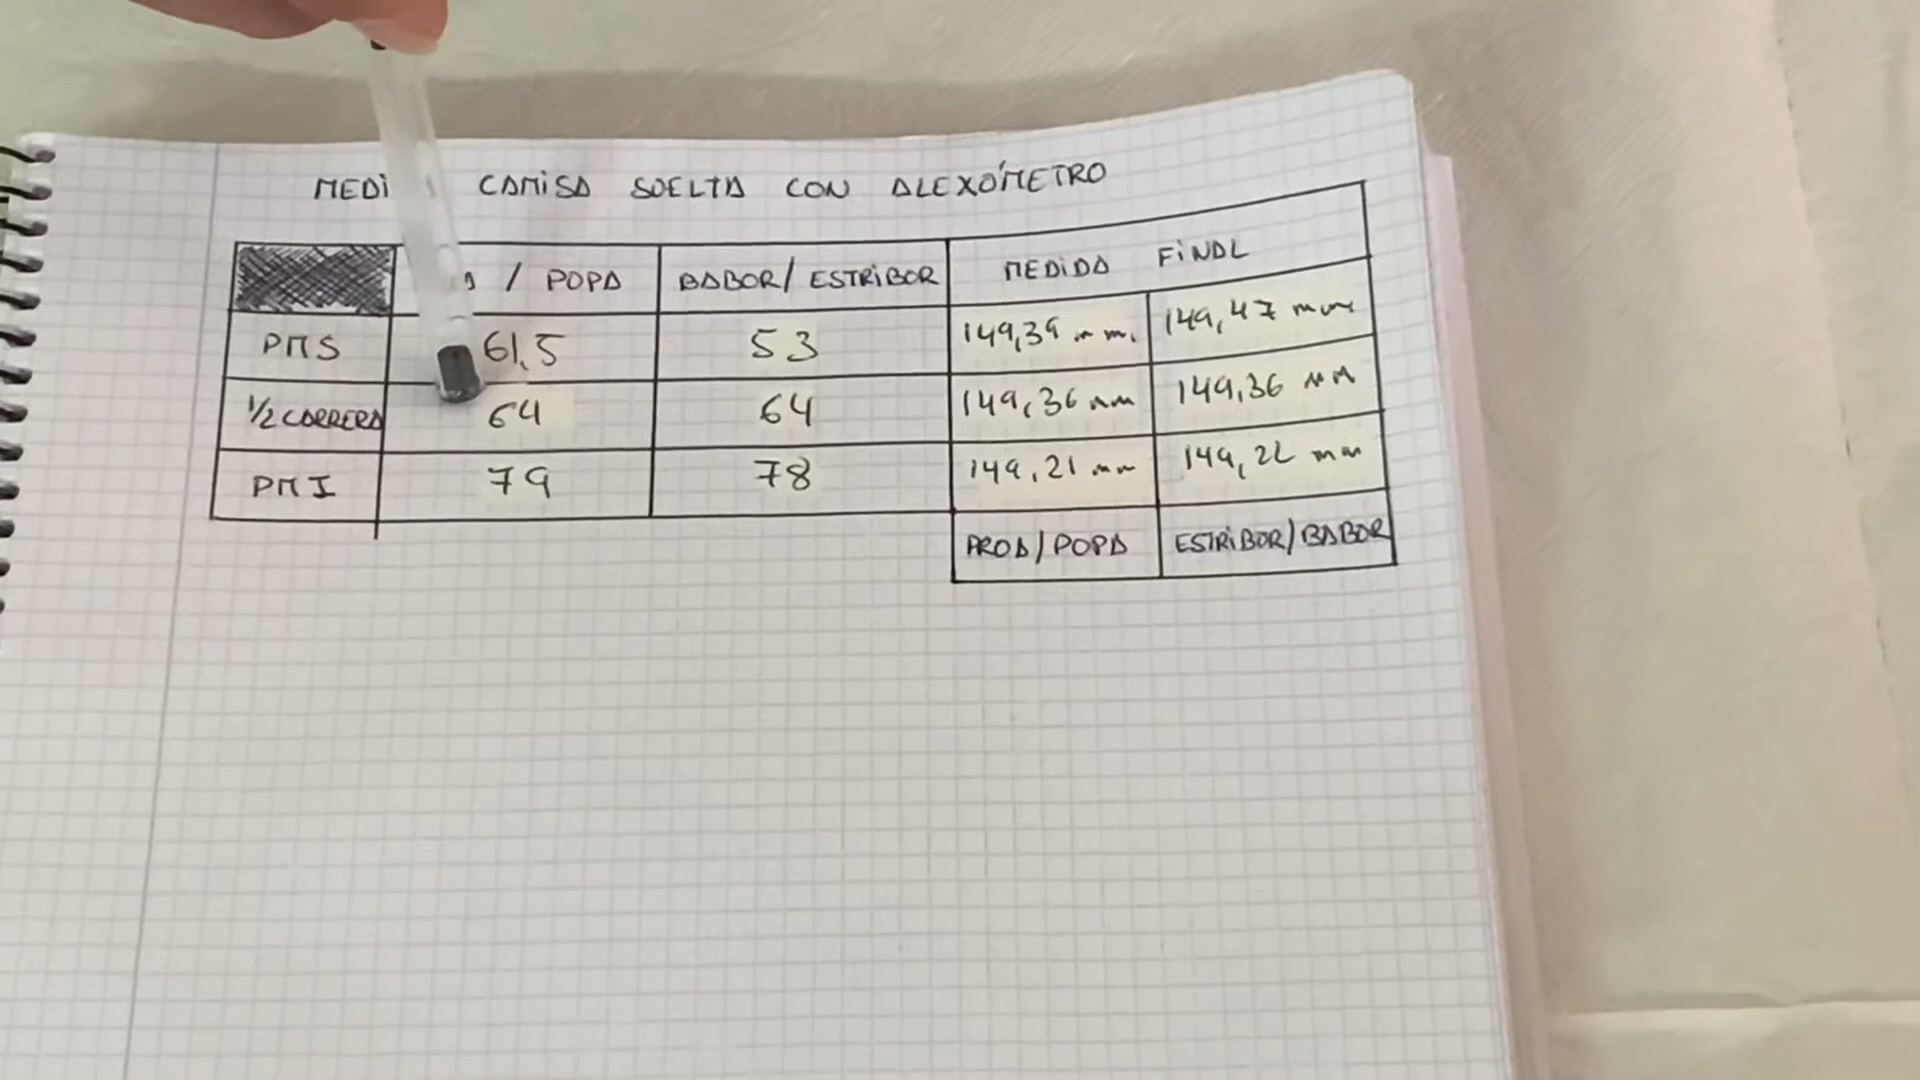 MEDI CAMISA SUELTA CON ALEXÓMETRO
/ POPA BABOR/ESTRIBOR MEDIDA FINAL
PMS 61,5 53 149,39 mm. 149,47 mm
1/2 CARRERA 64 64 149,36 mm 149,36 mm
PMI 79 78 149,21 mm 149,22 mm
PROA/POPA ESTRIBOR/BABOR